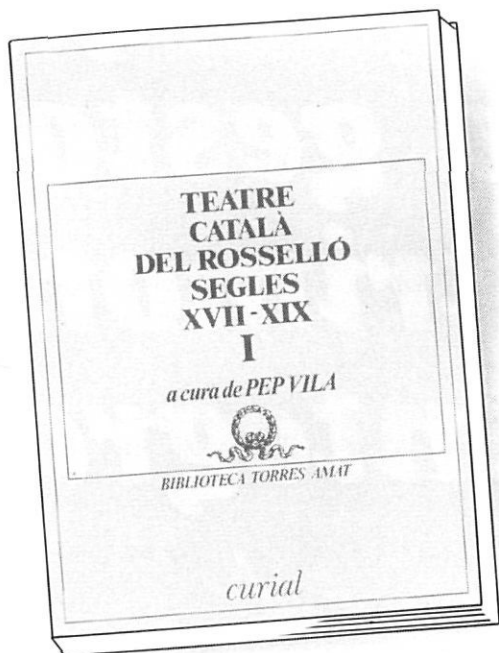 TEATRE
CATALÀ
DEL ROSSELLÓ
SEGLES
XVII-XIX
I
a cura de PEP VILA
BIBLIOTECA TORRES AMAT
curial